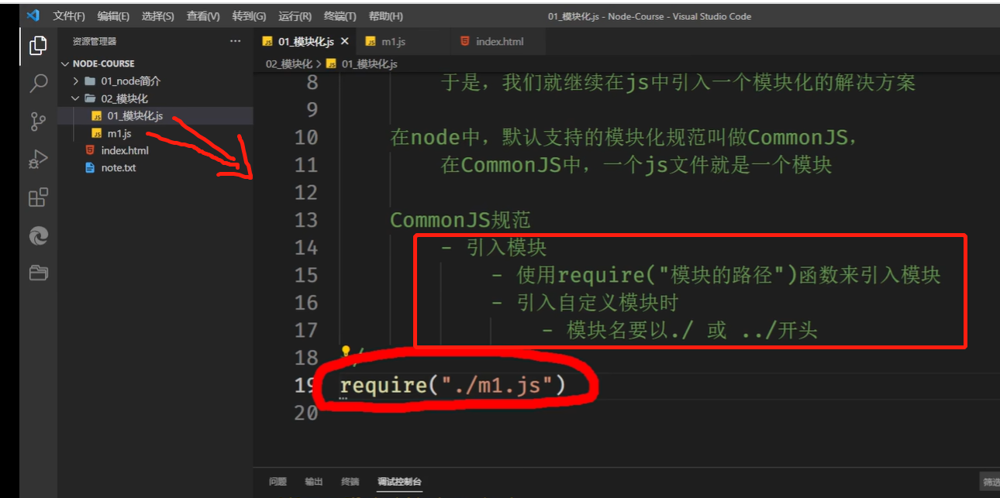 文件(F) 编辑(E) 选择(S) 查看(V) 转到(G) 运行(R) 终端(T) 帮助(H) 01_模块化.js - Node-Course - Visual Studio Code
资源管理器 ···
NODE-COURSE
01_node简介
02_模块化
01_模块化.js
m1.js
index.html
note.txt
01_模块化.js × m1.js index.html
02_模块化 > 01_模块化.js
8 于是，我们就继续在js中引入一个模块化的解决方案
9
10 在node中，默认支持的模块化规范叫做CommonJS，
11 在CommonJS中，一个js文件就是一个模块
12
13 CommonJS规范
14 - 引入模块
15 - 使用require("模块的路径")函数来引入模块
16 - 引入自定义模块时
17 - 模块名要以./ 或 ../开头
18 */
19 require("./m1.js")
20
问题 输出 终端 调试控制台 筛选